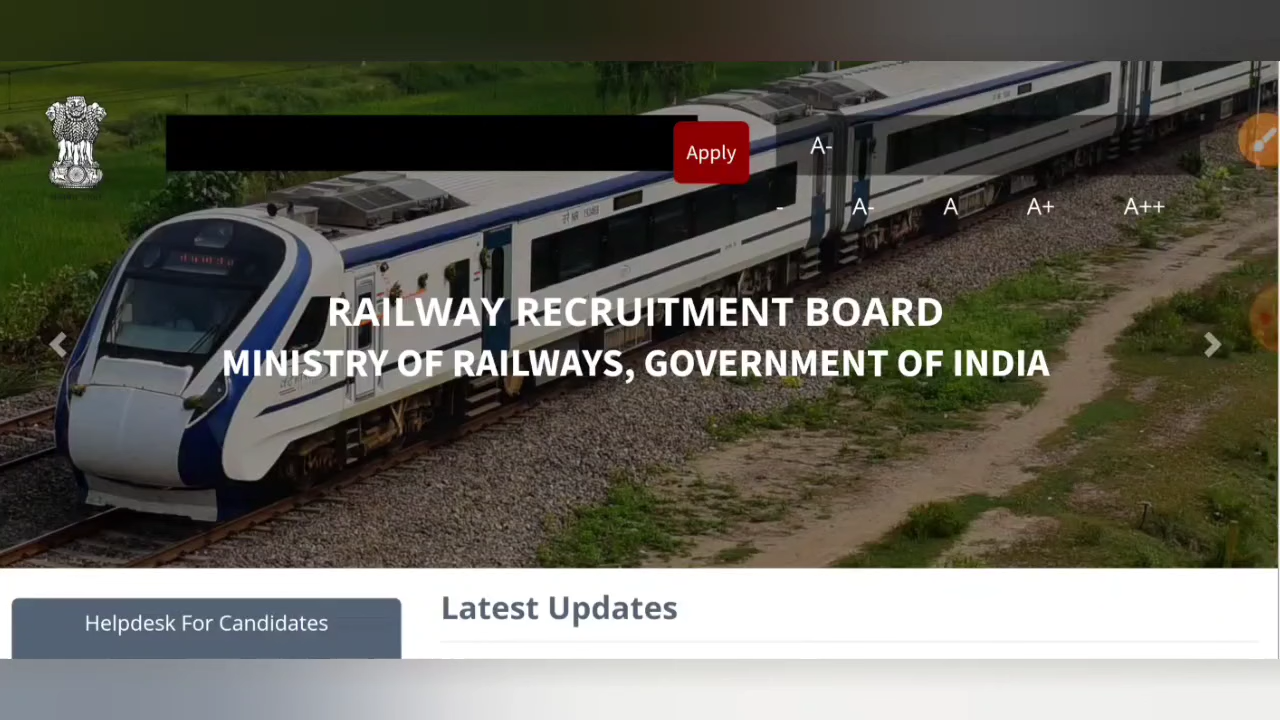 Apply
A-
-
A-
A
A+
A++
RAILWAY RECRUITMENT BOARD
MINISTRY OF RAILWAYS, GOVERNMENT OF INDIA
Helpdesk For Candidates
Latest Updates